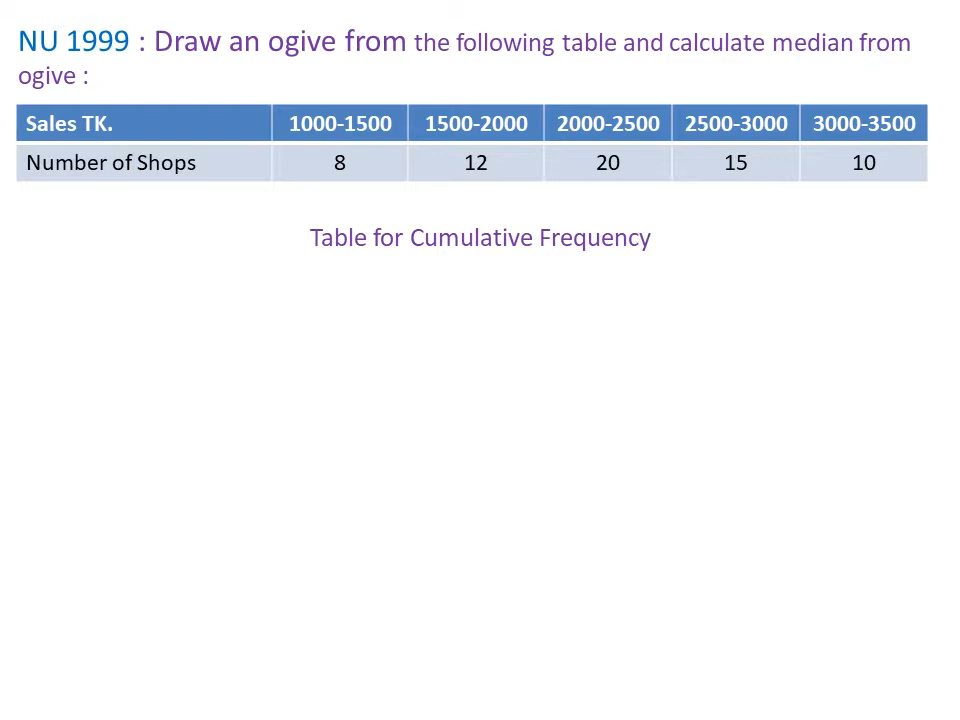 NU 1999 : Draw an ogive from the following table and calculate median from
ogive :
Sales TK. 1000-1500 1500-2000 2000-2500 2500-3000 3000-3500
Number of Shops 8 12 20 15 10
Table for Cumulative Frequency